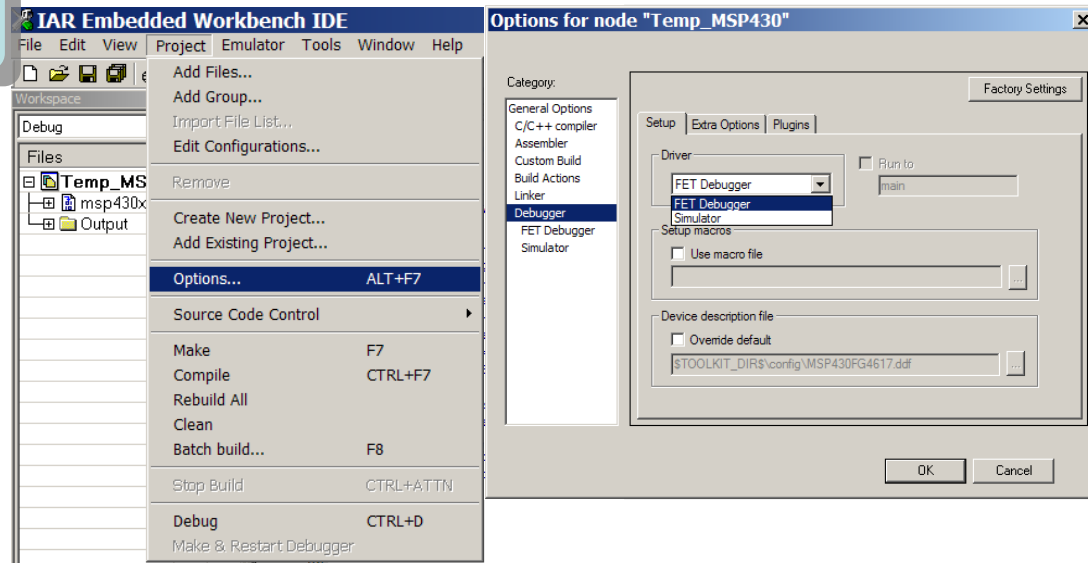 IAR Embedded Workbench IDE
File Edit View Project Emulator Tools Window Help
Workspace
Debug
Files
Temp_MS
msp430x
Output
Add Files...
Add Group...
Import File List...
Edit Configurations...
Remove
Create New Project...
Add Existing Project...
Options... ALT+F7
Source Code Control
Make F7
Compile CTRL+F7
Rebuild All
Clean
Batch build... F8
Stop Build CTRL+ATTN
Debug CTRL+D
Make & Restart Debugger
Options for node "Temp_MSP430"
Category:
General Options
C/C++ compiler
Assembler
Custom Build
Build Actions
Linker
Debugger
FET Debugger
Simulator
Factory Settings
Setup Extra Options Plugins
Driver
FET Debugger
FET Debugger
Simulator
Run to
main
Setup macros
Use macro file
...
Device description file
Override default
$TOOLKIT_DIR$\config\MSP430FG4617.ddf
...
OK Cancel